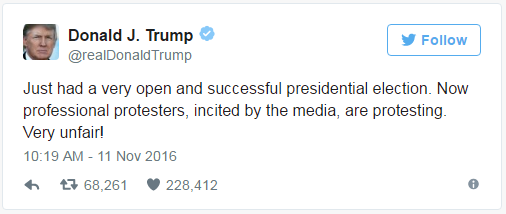 Donald J. Trump
Follow
@realDonaldTrump
Just had a very open and successful presidential election. Now
professional protesters, incited by the media, are protesting.
Very unfair!
10:19 AM - 11 Nov 2016
68,261 228,412